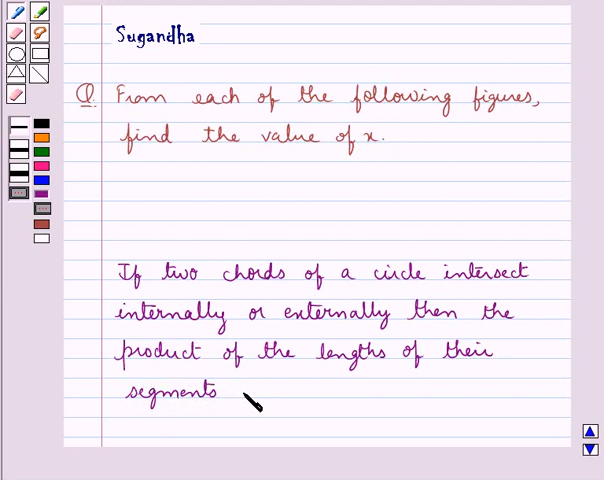 Sugandha
Q. From each of the following figures,
find the value of x.
If two chords of a circle intersect
internally or externally then the
product of the lengths of their
segments